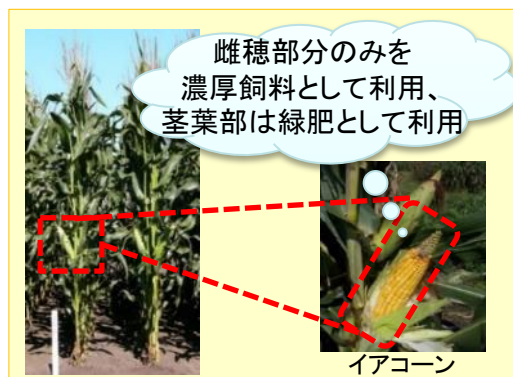 雌穂部分のみを
濃厚飼料として利用、
茎葉部は緑肥として利用
イアコーン